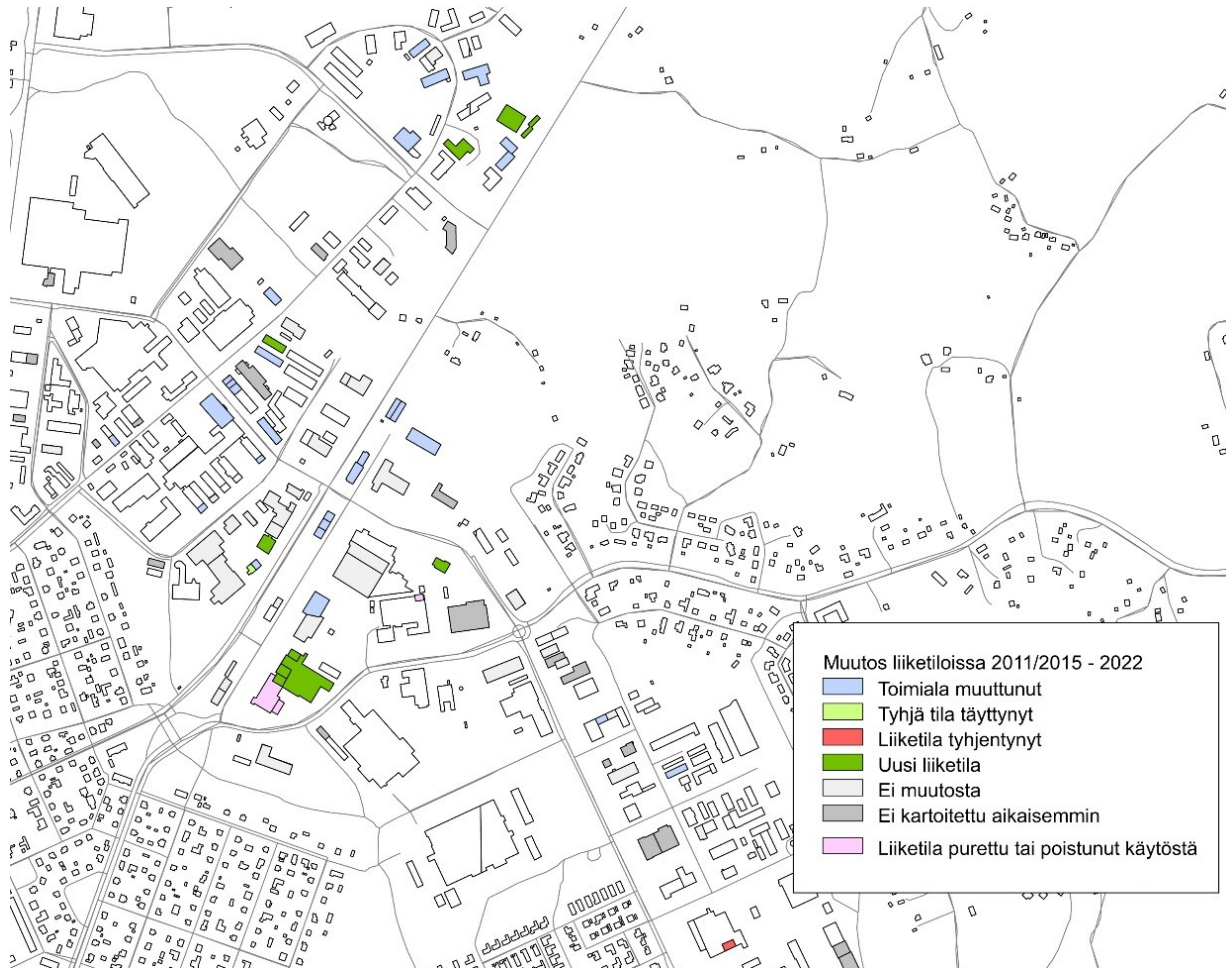 Muutos liiketiloissa 2011/2015 - 2022
Toimiala muuttunut
Tyhjä tila täyttynyt
Liiketila tyhjentynyt
Uusi liiketila
Ei muutosta
Ei kartoitettu aikaisemmin
Liiketila purettu tai poistunut käytöstä